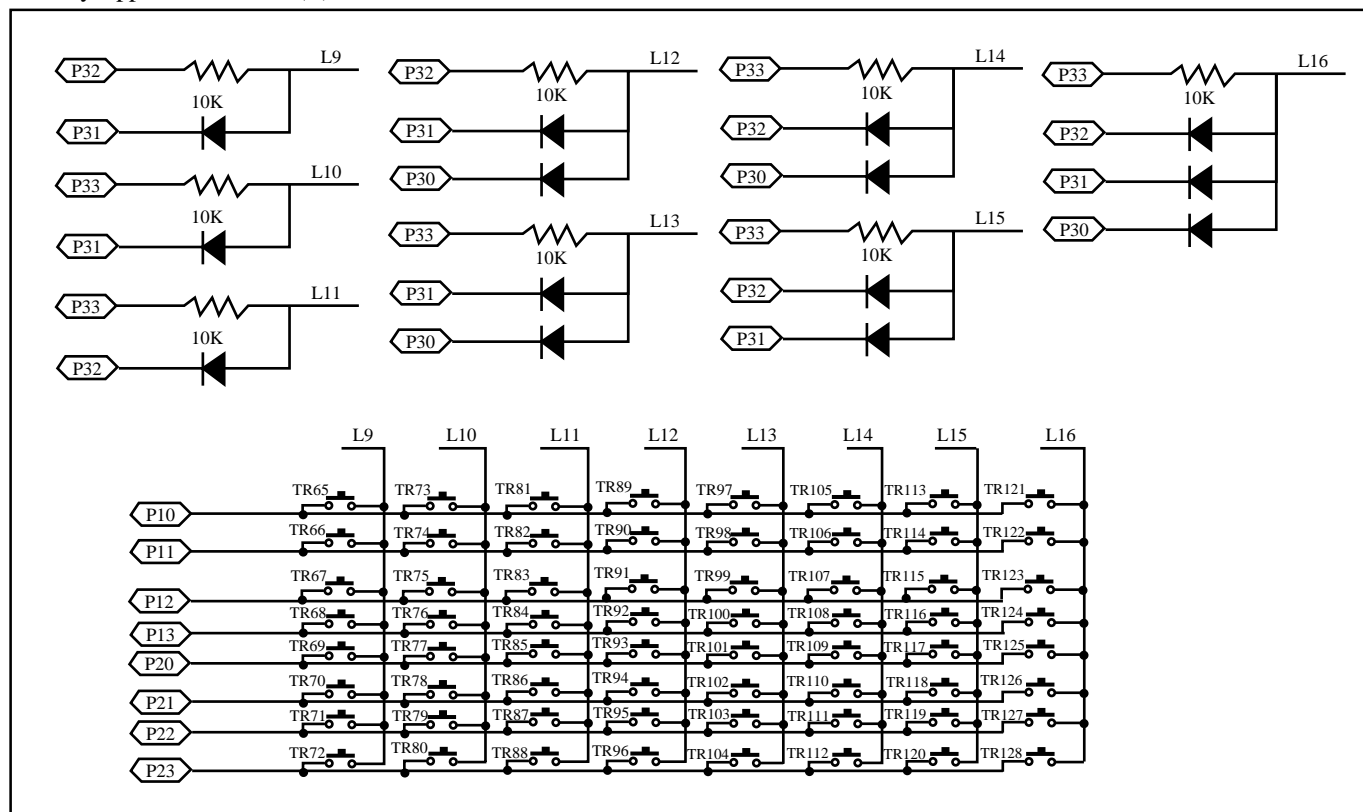 P32 L9
10K
P31
P33 L10
10K
P31
P33 L11
10K
P32
P32 L12
10K
P31
P30
P33 L13
10K
P31
P30
P33 L14
10K
P32
P30
P33 L15
10K
P32
P31
P33 L16
10K
P32
P31
P30
L9 L10 L11 L12 L13 L14 L15 L16
P10 TR65 TR73 TR81 TR89 TR97 TR105 TR113 TR121
P11 TR66 TR74 TR82 TR90 TR98 TR106 TR114 TR122
P12 TR67 TR75 TR83 TR91 TR99 TR107 TR115 TR123
P13 TR68 TR76 TR84 TR92 TR100 TR108 TR116 TR124
P20 TR69 TR77 TR85 TR93 TR101 TR109 TR117 TR125
P21 TR70 TR78 TR86 TR94 TR102 TR110 TR118 TR126
P22 TR71 TR79 TR87 TR95 TR103 TR111 TR119 TR127
P23 TR72 TR80 TR88 TR96 TR104 TR112 TR120 TR128